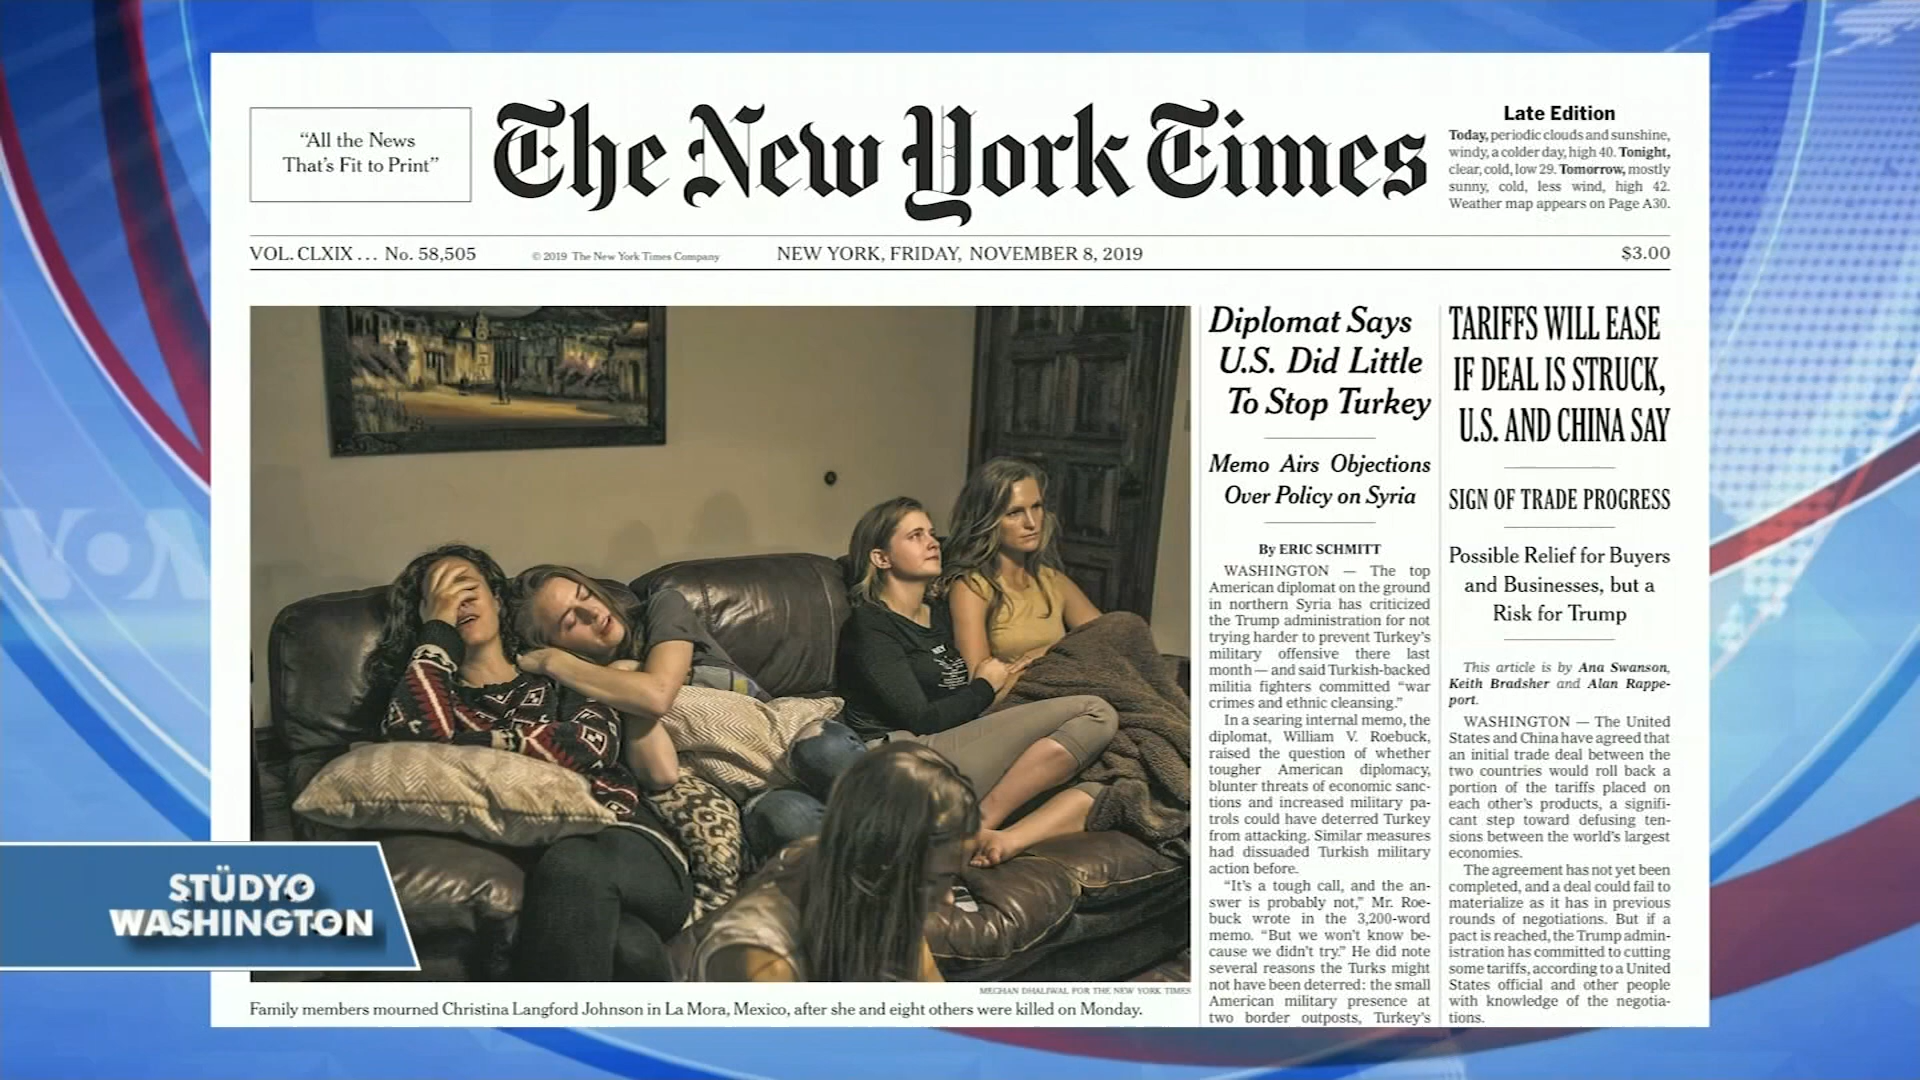 “All the News
That’s Fit to Print”
The New York Times
Late Edition
Today, periodic clouds and sunshine,
windy, a colder day, high 40. Tonight,
clear, cold, low 29. Tomorrow, mostly
sunny, cold, less wind, high 42.
Weather map appears on Page A30.
VOL. CLXIX . . . No. 58,505
© 2019 The New York Times Company
NEW YORK, FRIDAY, NOVEMBER 8, 2019
$3.00
MEGHAN DHALIWAL FOR THE NEW YORK TIMES
Family members mourned Christina Langford Johnson in La Mora, Mexico, after she and eight others were killed on Monday.
Diplomat Says
U.S. Did Little
To Stop Turkey
Memo Airs Objections
Over Policy on Syria
By ERIC SCHMITT
WASHINGTON — The top
American diplomat on the ground
in northern Syria has criticized
the Trump administration for not
trying harder to prevent Turkey’s
military offensive there last
month — and said Turkish-backed
militia fighters committed “war
crimes and ethnic cleansing.”
In a searing internal memo, the
diplomat, William V. Roebuck,
raised the question of whether
tougher American diplomacy,
blunter threats of economic sanc-
tions and increased military pa-
trols could have deterred Turkey
from attacking. Similar measures
had dissuaded Turkish military
action before.
“It’s a tough call, and the an-
swer is probably not,” Mr. Roe-
buck wrote in the 3,200-word
memo. “But we won’t know be-
cause we didn’t try.” He did note
several reasons the Turks might
not have been deterred: the small
American military presence at
two border outposts, Turkey’s
TARIFFS WILL EASE
IF DEAL IS STRUCK,
U.S. AND CHINA SAY
SIGN OF TRADE PROGRESS
Possible Relief for Buyers
and Businesses, but a
Risk for Trump
This article is by Ana Swanson,
Keith Bradsher and Alan Rappe-
port.
WASHINGTON — The United
States and China have agreed that
an initial trade deal between the
two countries would roll back a
portion of the tariffs placed on
each other’s products, a signifi-
cant step toward defusing ten-
sions between the world’s largest
economies.
The agreement has not yet been
completed, and a deal could fail to
materialize as it has in previous
rounds of negotiations. But if a
pact is reached, the Trump admin-
istration has committed to cutting
some tariffs, according to a United
States official and other people
with knowledge of the negotia-
tions.
VOA
STÜDYO
WASHINGTON